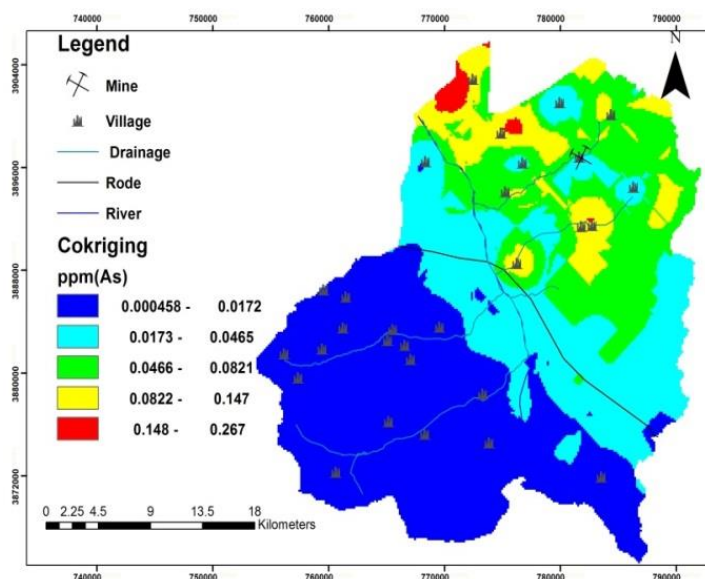 740000 750000 760000 770000 780000 790000
Legend
Mine
Village
Drainage
Rode
River
Cokriging
ppm(As)
0.000458 - 0.0172
0.0173 - 0.0465
0.0466 - 0.0821
0.0822 - 0.147
0.148 - 0.267
0 2.25 4.5 9 13.5 18
Kilometers
N
3904000
3896000
3888000
3880000
3872000
740000 750000 760000 770000 780000 790000